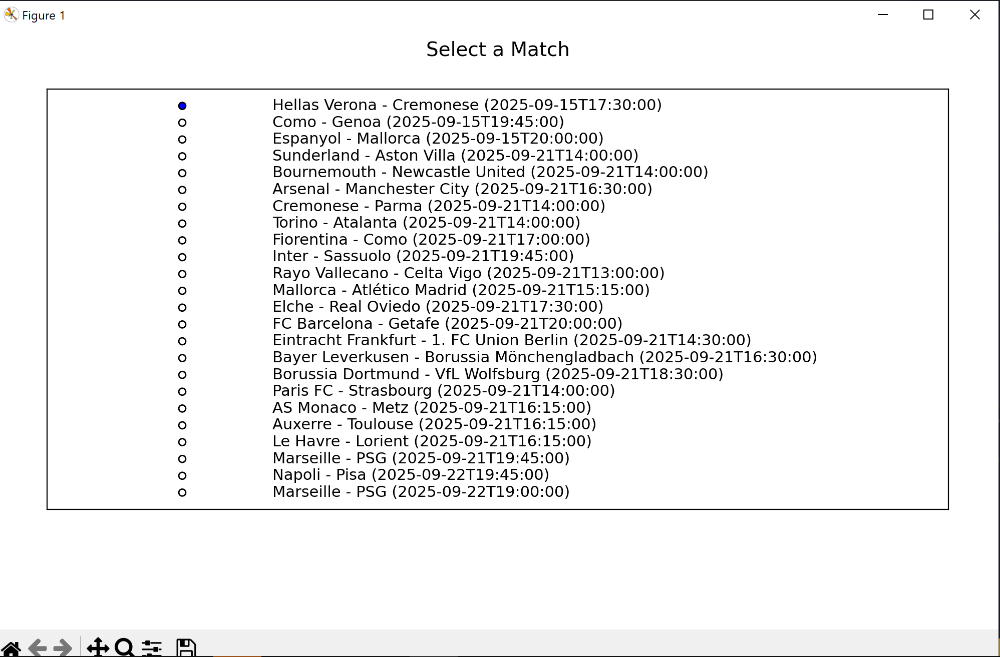 Figure 1
Select a Match
Hellas Verona - Cremonese (2025-09-15T17:30:00)
Como - Genoa (2025-09-15T19:45:00)
Espanyol - Mallorca (2025-09-15T20:00:00)
Sunderland - Aston Villa (2025-09-21T14:00:00)
Bournemouth - Newcastle United (2025-09-21T14:00:00)
Arsenal - Manchester City (2025-09-21T16:30:00)
Cremonese - Parma (2025-09-21T14:00:00)
Torino - Atalanta (2025-09-21T14:00:00)
Fiorentina - Como (2025-09-21T17:00:00)
Inter - Sassuolo (2025-09-21T19:45:00)
Rayo Vallecano - Celta Vigo (2025-09-21T13:00:00)
Mallorca - Atlético Madrid (2025-09-21T15:15:00)
Elche - Real Oviedo (2025-09-21T17:30:00)
FC Barcelona - Getafe (2025-09-21T20:00:00)
Eintracht Frankfurt - 1. FC Union Berlin (2025-09-21T14:30:00)
Bayer Leverkusen - Borussia Mönchengladbach (2025-09-21T16:30:00)
Borussia Dortmund - VfL Wolfsburg (2025-09-21T18:30:00)
Paris FC - Strasbourg (2025-09-21T14:00:00)
AS Monaco - Metz (2025-09-21T16:15:00)
Auxerre - Toulouse (2025-09-21T16:15:00)
Le Havre - Lorient (2025-09-21T16:15:00)
Marseille - PSG (2025-09-21T19:45:00)
Napoli - Pisa (2025-09-22T19:45:00)
Marseille - PSG (2025-09-22T19:00:00)